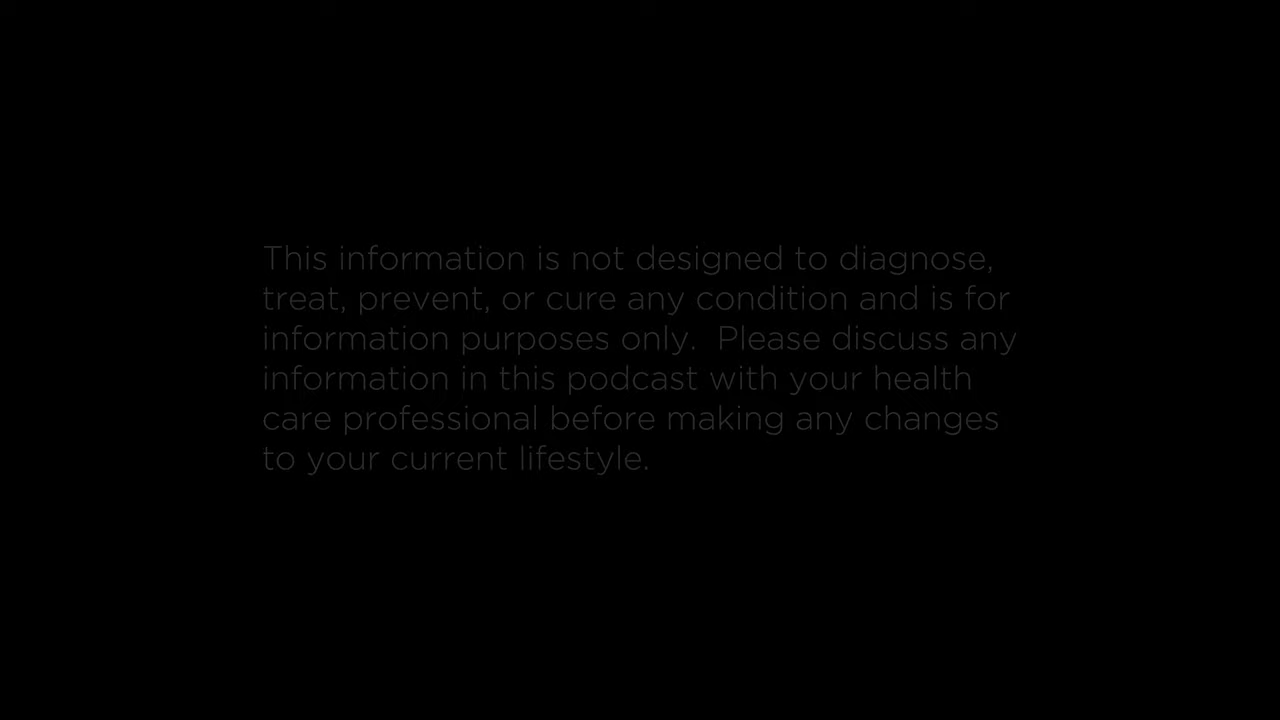 This information is not designed to diagnose,
treat, prevent, or cure any condition and is for
information purposes only.  Please discuss any
information in this podcast with your health
care professional before making any changes
to your current lifestyle.